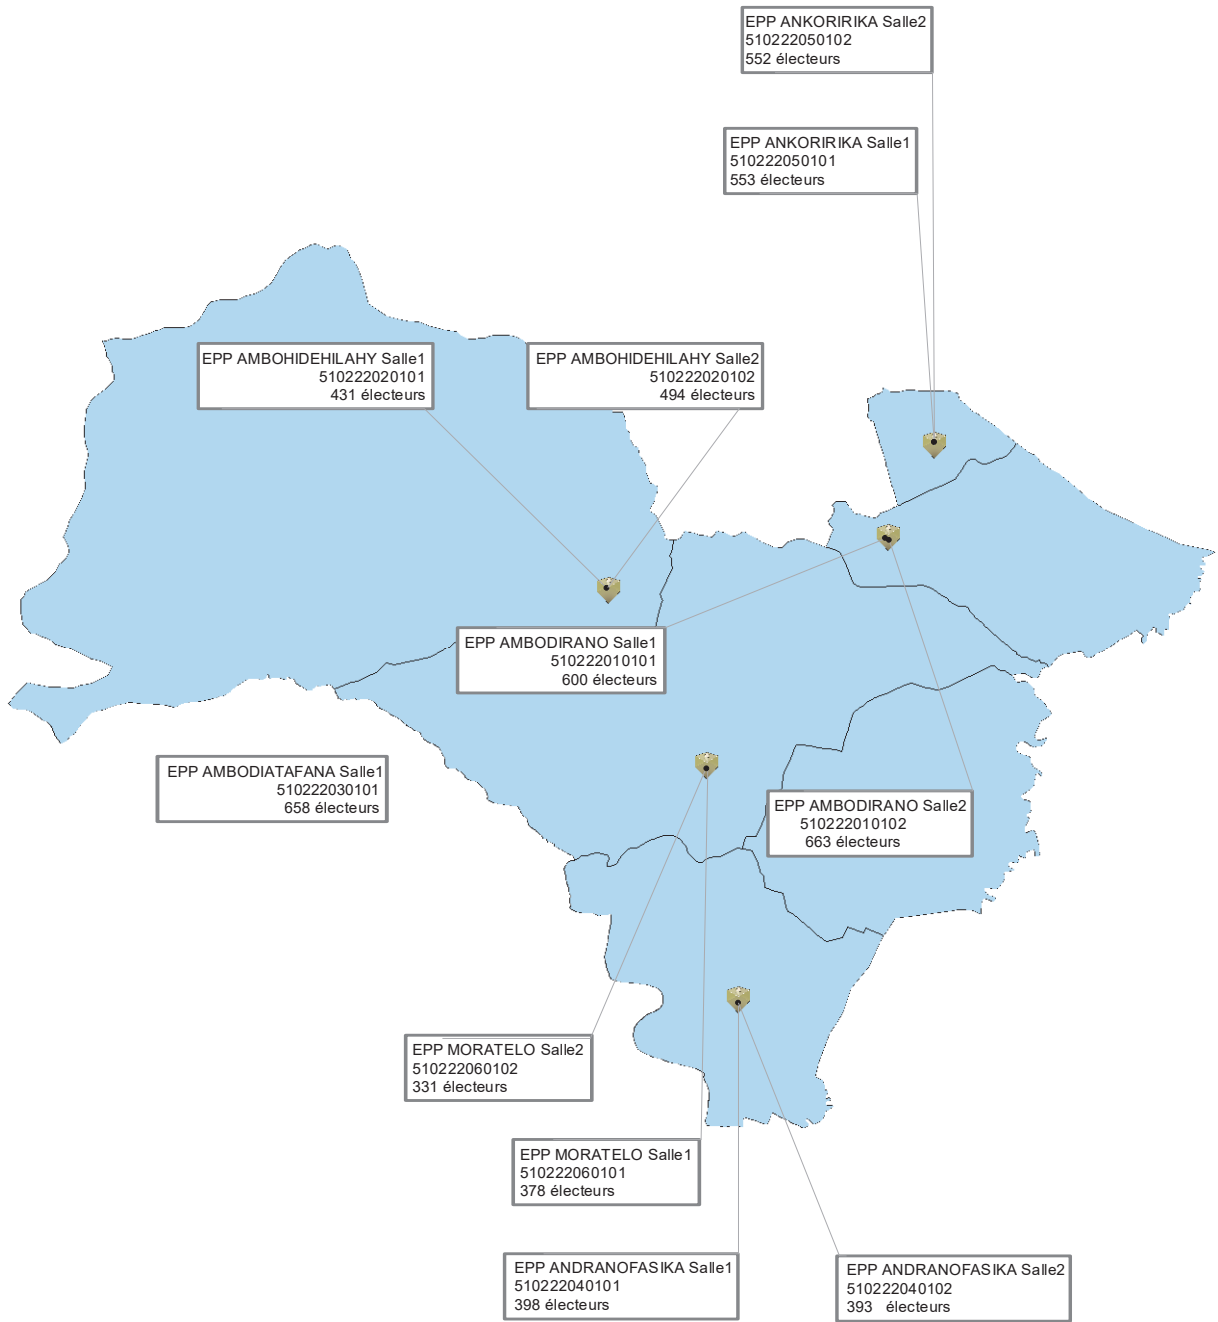 EPP ANKORIRIKA Salle2
510222050102
552 électeurs
EPP ANKORIRIKA Salle1
510222050101
553 électeurs
EPP AMBOHIDEHILAHY Salle1
510222020101
431 électeurs
EPP AMBOHIDEHILAHY Salle2
510222020102
494 électeurs
EPP AMBODIRANO Salle1
510222010101
600 électeurs
EPP AMBODIATAFANA Salle1
510222030101
658 électeurs
EPP AMBODIRANO Salle2
510222010102
663 électeurs
EPP MORATELO Salle2
510222060102
331 électeurs
EPP MORATELO Salle1
510222060101
378 électeurs
EPP ANDRANOFASIKA Salle1
510222040101
398 électeurs
EPP ANDRANOFASIKA Salle2
510222040102
393 électeurs